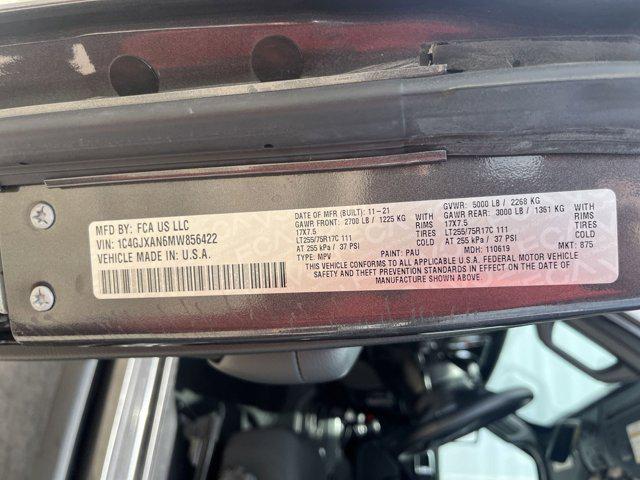 MFD BY: FCA US LLC
VIN: 1C4GJXAN6MW856422
VEHICLE MADE IN: U.S.A.
DATE OF MFR (BUILT): 11-21
GAWR FRONT: 2700 LB / 1225 KG WITH
17X7.5 RIMS
LT255/75R17C 111 TIRES
AT 255 kPa / 37 PSI COLD
TYPE: MPV
GVWR: 5000 LB / 2268 KG
GAWR REAR: 3000 LB / 1361 KG WITH
17X7.5 RIMS
LT255/75R17C 111 TIRES
AT 255 kPa / 37 PSI COLD
PAINT: PAU MDH: 110619 MKT: 875
THIS VEHICLE CONFORMS TO ALL APPLICABLE U.S.A. FEDERAL MOTOR VEHICLE
SAFETY AND THEFT PREVENTION STANDARDS IN EFFECT ON THE DATE OF
MANUFACTURE SHOWN ABOVE.